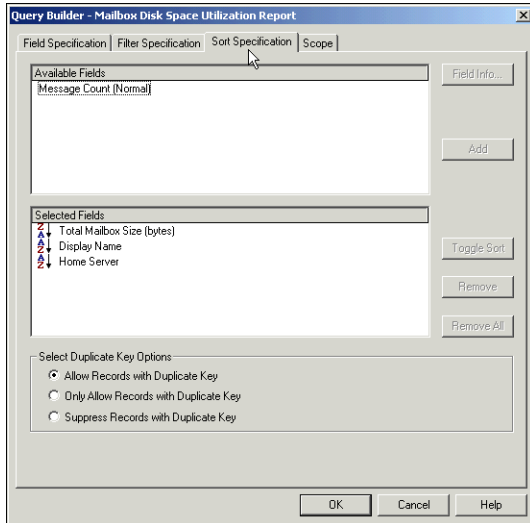 Query Builder - Mailbox Disk Space Utilization Report
Field Specification Filter Specification Sort Specification Scope
Available Fields
Field Info...
Message Count (Normal)
Add
Selected Fields
Total Mailbox Size (bytes)
Display Name
Toggle Sort
Home Server
Remove
Remove All
Select Duplicate Key Options
Allow Records with Duplicate Key
Only Allow Records with Duplicate Key
Suppress Records with Duplicate Key
OK Cancel Help